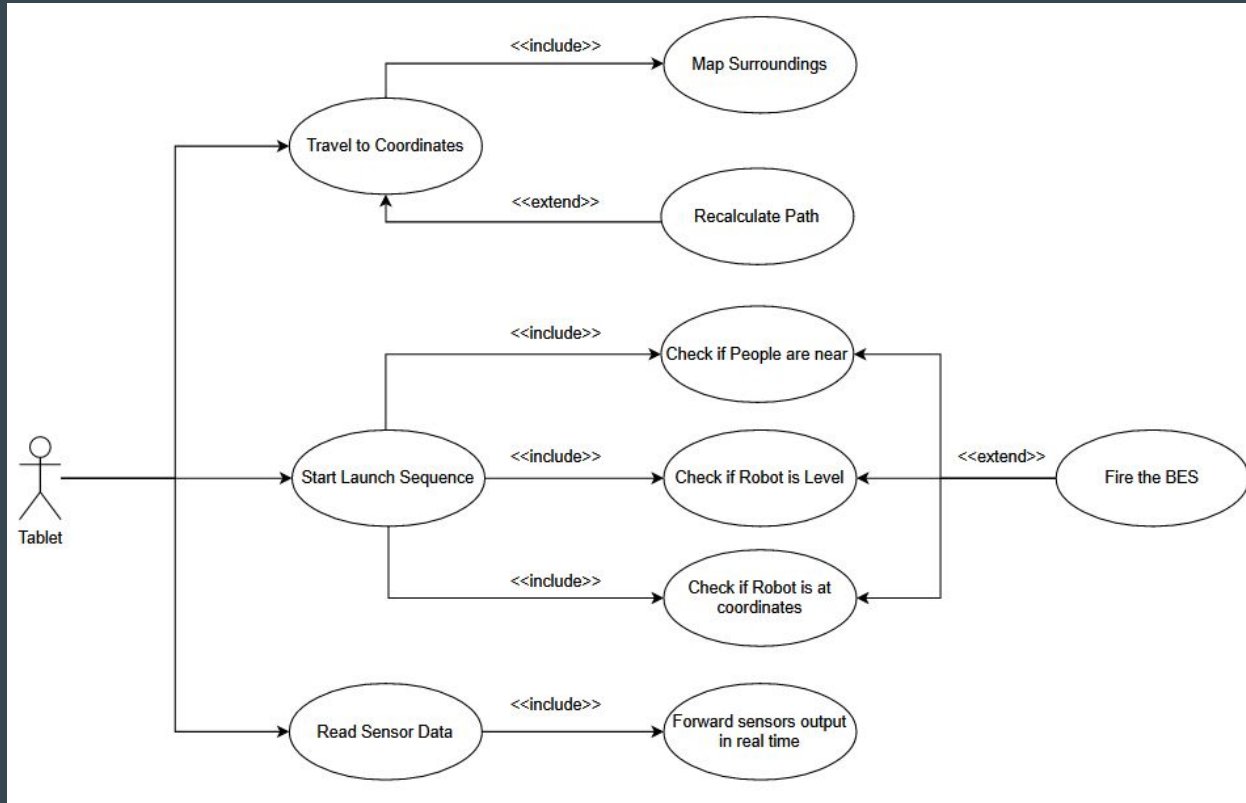 <<include>>
Map Surroundings
Travel to Coordinates
<<extend>>
Recalculate Path
<<include>>
Check if People are near
Start Launch Sequence
<<include>>
Check if Robot is Level
<<extend>>
Fire the BES
Tablet
<<include>>
Check if Robot is at
coordinates
Read Sensor Data
<<include>>
Forward sensors output
in real time